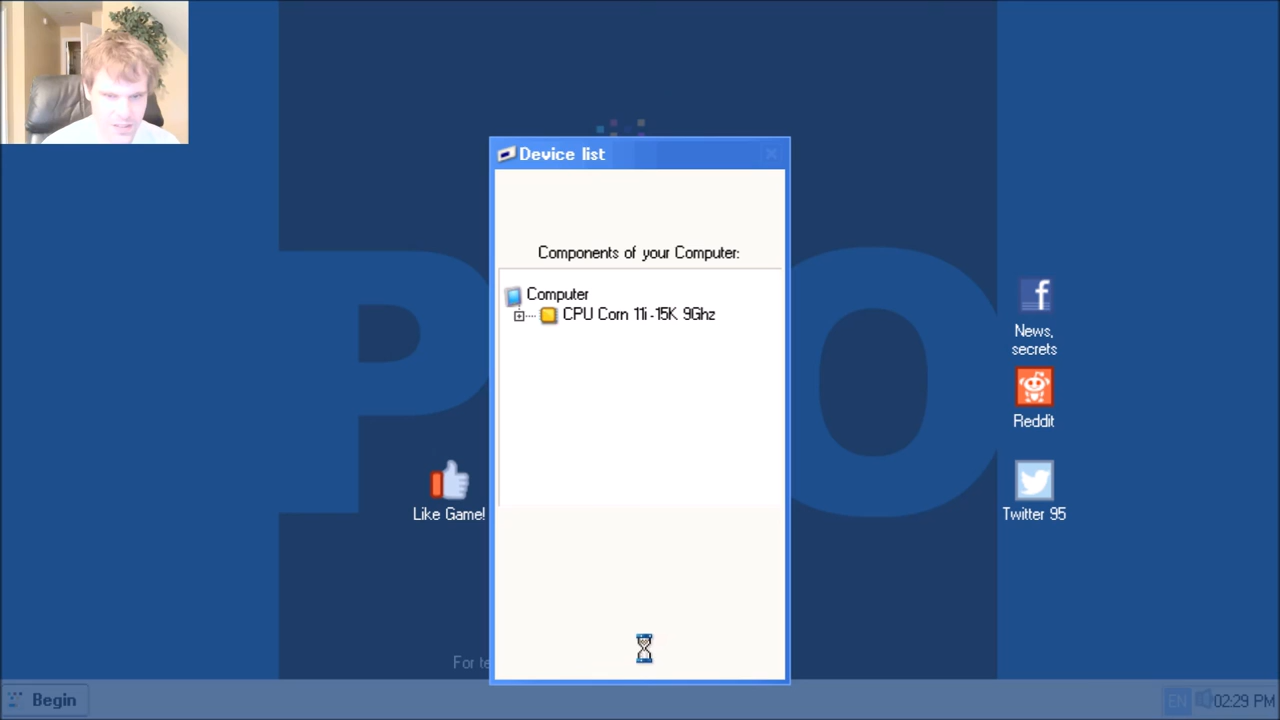 Device list
Components of your Computer:
Computer
CPU Corn 11i-15K 9Ghz
P O
News,
secrets
Reddit
Like Game!
Twitter 95
For te
Begin
EN 02:29 PM